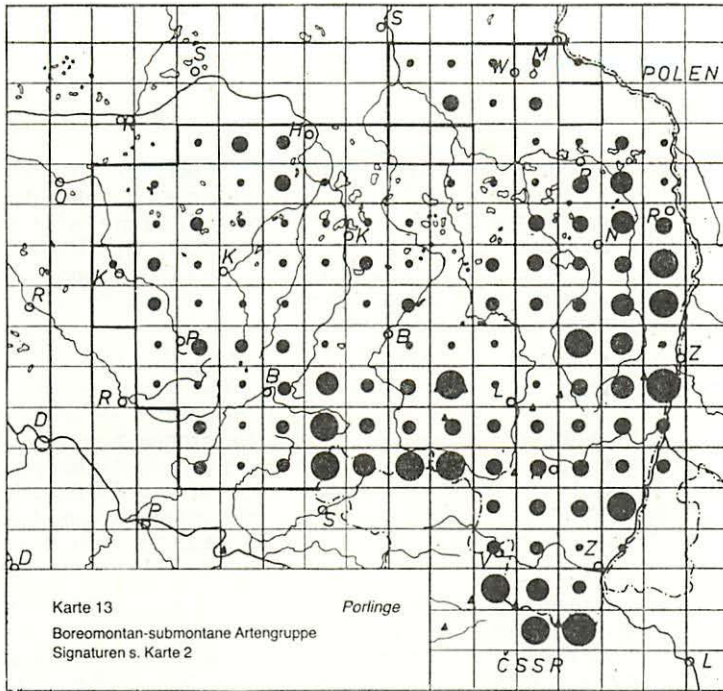 S
S
M
W
POLEN
R
H
P
O
R
K
N
K
K
R
P
B
Z
B
R
L
D
P
S
Z
D
Karte 13
Porlinge
Boreomontan-submontane Artengruppe
Signaturen s. Karte 2
ČSSR
L